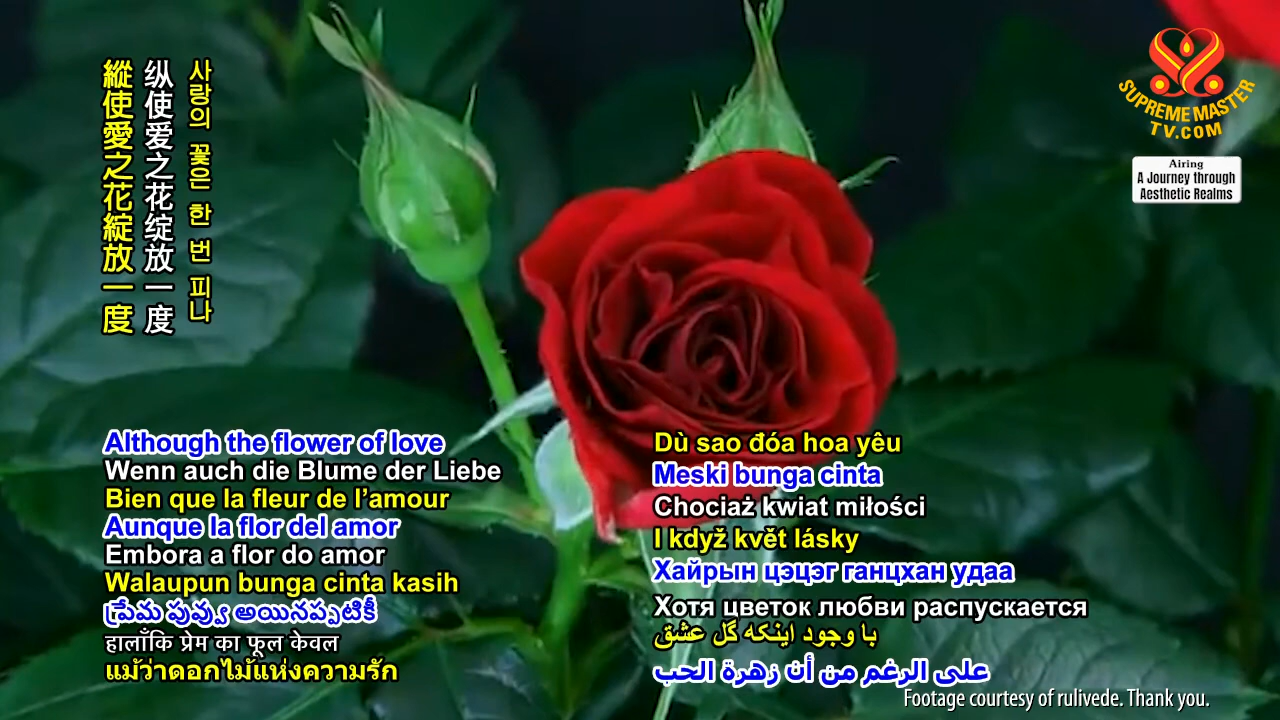 縱使愛之花綻放一度
纵使爱之花绽放一度
사랑의 꽃은 한 번 피나
SUPREME MASTER
TV.COM
Airing
A Journey through
Aesthetic Realms
Although the flower of love
Wenn auch die Blume der Liebe
Bien que la fleur de l’amour
Aunque la flor del amor
Embora a flor do amor
Walaupun bunga cinta kasih
ప్రేమ పువ్వు అయినప్పటికీ
हालाँकि प्रेम का फूल केवल
แม้ว่าดอกไม้แห่งความรัก
Dù sao đóa hoa yêu
Meski bunga cinta
Chociaż kwiat miłości
I když květ lásky
Хайрын цэцэг ганцхан удаа
Хотя цветок любви распускается
با وجود اینکه گل عشق
على الرغم من أن زهرة الحب
Footage courtesy of rulivede. Thank you.